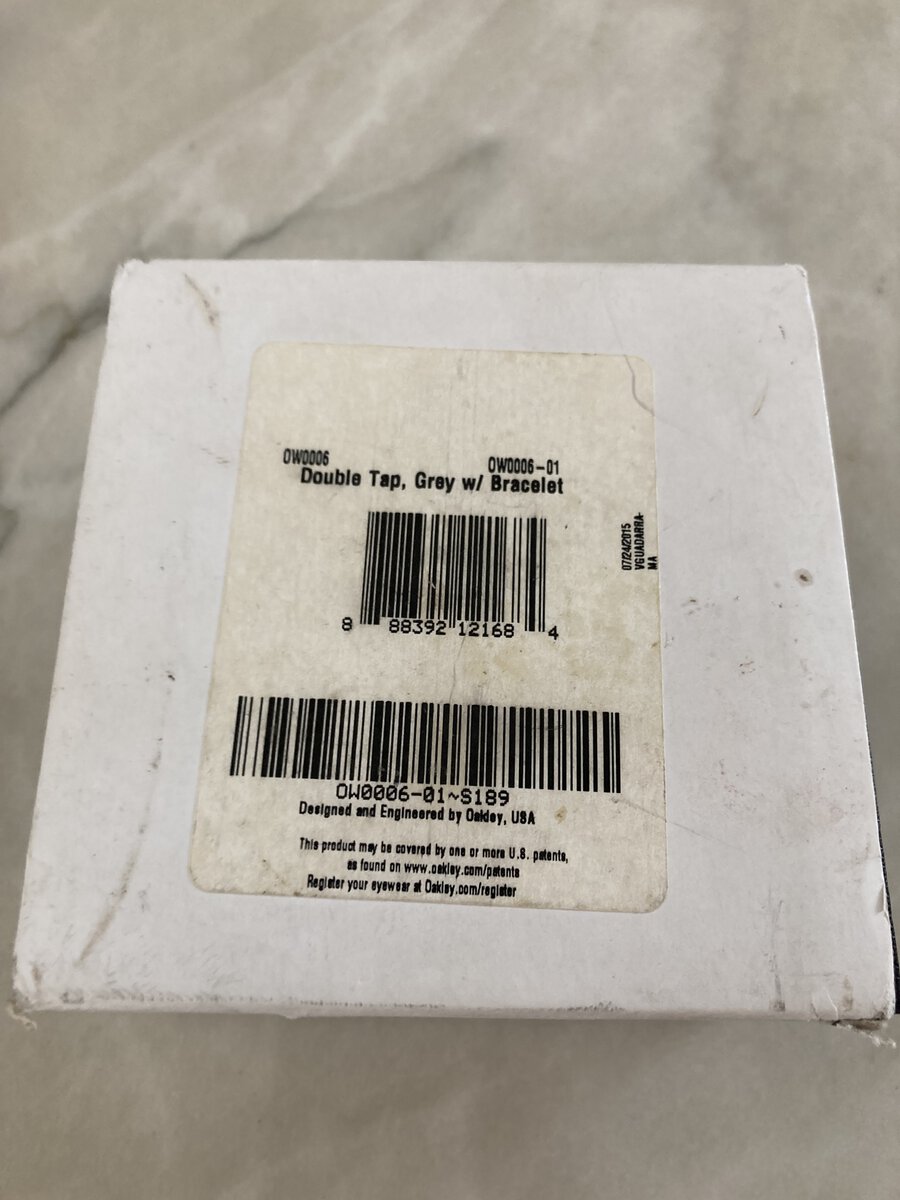 OW0006 OW0006-01
Double Tap, Grey w/ Bracelet
8 88392 12168 4
07/24/2015
VGUADARRA-
MA
OW0006-01~S189
Designed and Engineered by Oakley, USA
This product may be covered by one or more U.S. patents,
as found on www.oakley.com/patents
Register your eyewear at Oakley.com/register